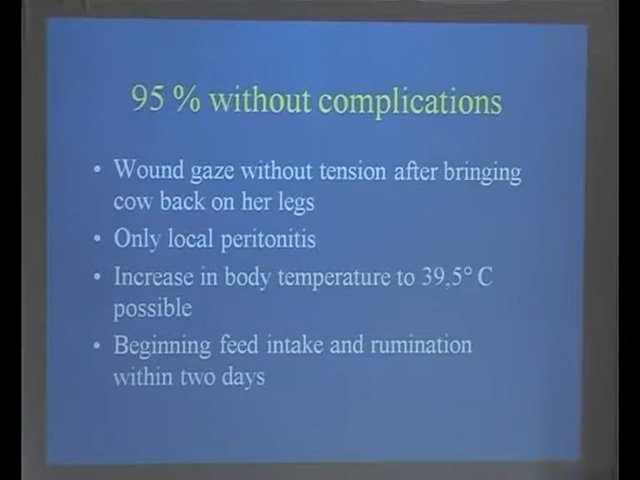 95 % without complications
• Wound gaze without tension after bringing
cow back on her legs
• Only local peritonitis
• Increase in body temperature to 39,5° C
possible
• Beginning feed intake and rumination
within two days